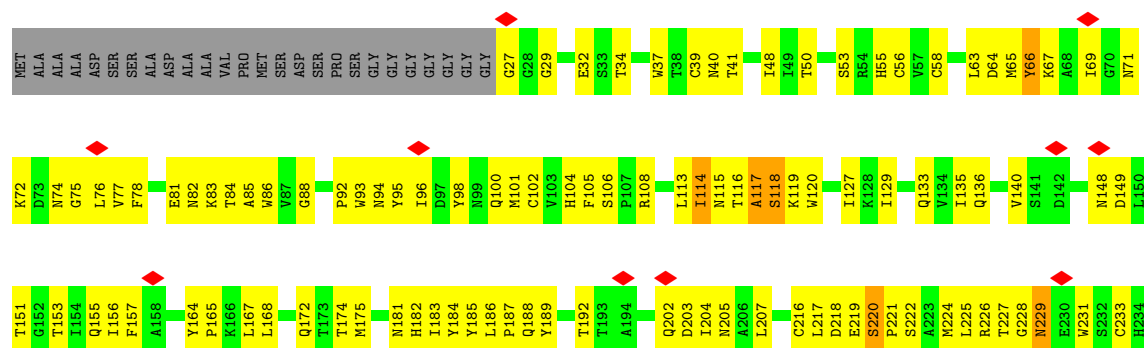 MET ALA ALA ALA ASP SER SER ASP ALA ALA VAL PRO MET SER ASP SER PRO SER GLY GLY GLY GLY GLY GLY G27 G28 G29 E32 S33 T34 W37 T38 C39 N40 T41 I48 I49 T50 S53 R54 H55 C56 V57 C58 L63 D64 M65 Y66 K67 A68 I69 G70 N71
K72 D73 N74 G75 L76 V77 F78 E81 N82 K83 T84 A85 W86 V87 G88 P92 W93 N94 Y95 I96 D97 Y98 N99 Q100 M101 C102 V103 H104 F105 S106 P107 R108 L113 I114 N115 T116 A117 S118 K119 W120 I127 K128 I129 Q133 V134 I135 Q136 V140 S141 D142 N148 D149 L150
T151 G152 T153 I154 Q155 I156 F157 A158 Y164 P165 K166 L167 L168 Q172 T173 T174 M175 N181 H182 I183 Y184 Y185 L186 P187 Q188 Y189 T192 T193 A194 Q202 D203 I204 N205 A206 L207 C216 L217 D218 E219 S220 P221 S222 A223 M224 L225 R226 T227 G228 N229 E230 W231 S232 C233 H234